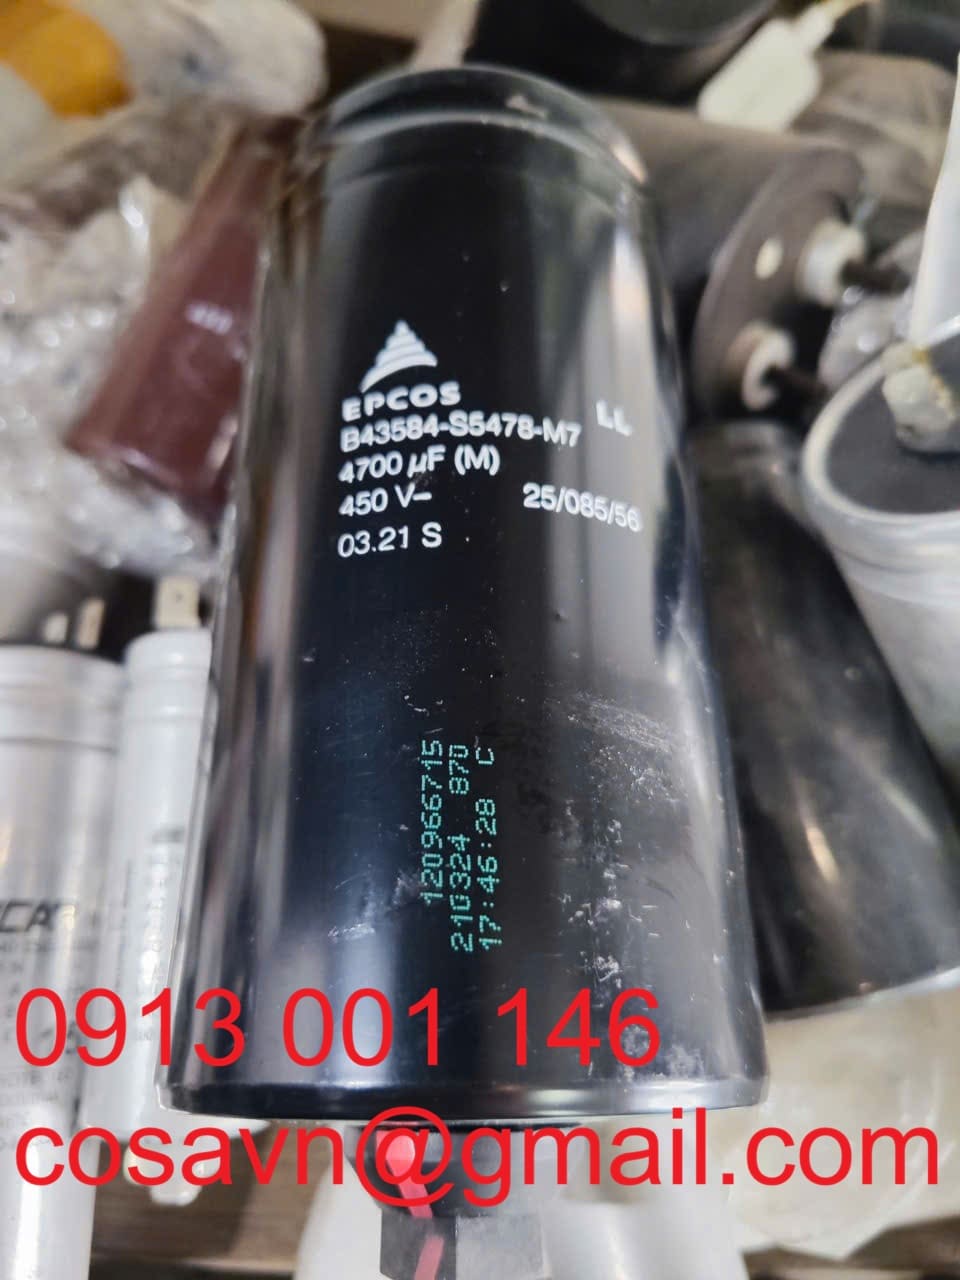 EPCOS
B43584-S5478-M7
LL
4700 µF (M)
450 V–
25/085/56
03.21 S
120966715
210324 870
17:46:28 C
0913 001 146
cosavn@gmail.com